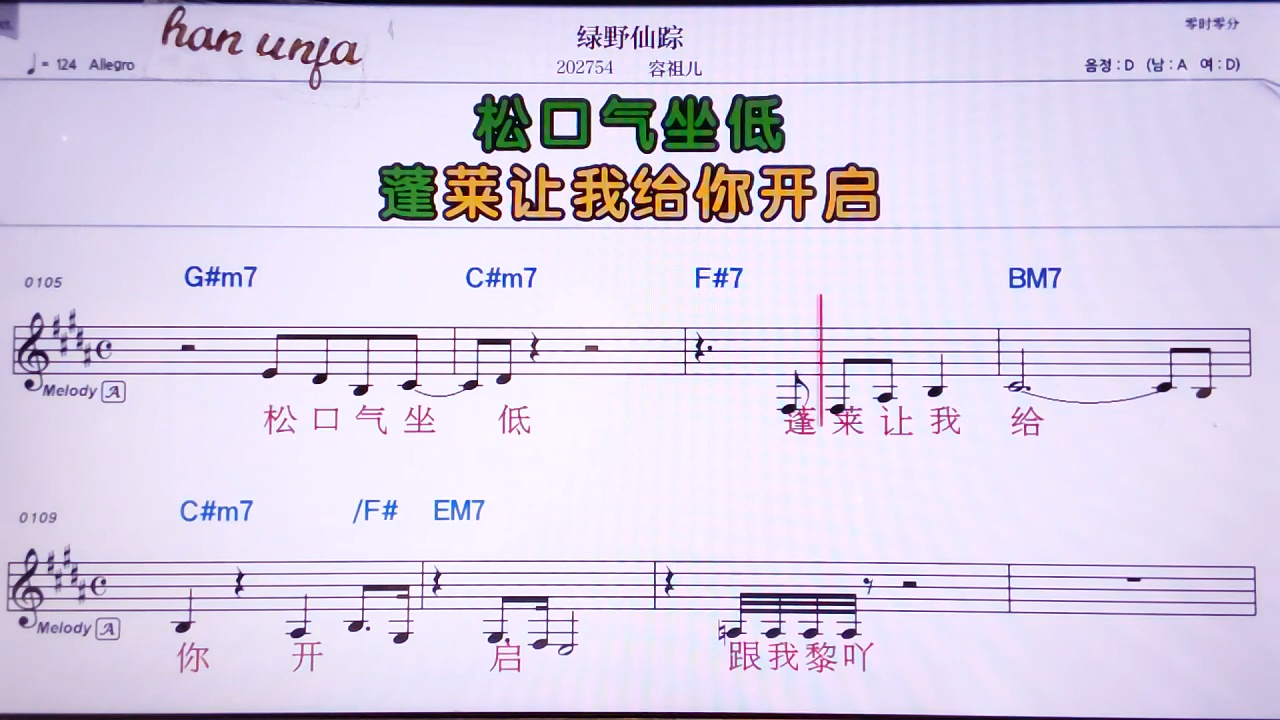 han unfa
绿野仙踪
零时零分
♩= 124 Allegro
202754 容祖儿
음정 : D (남 : A 여 : D)
松口气坐低
蓬莱让我给你开启
0105 G#m7 C#m7 F#7 BM7
Melody A
松 口 气 坐 低 蓬 莱 让 我 给
0109 C#m7 /F# EM7
Melody A
你 开 启 跟 我 黎 吖